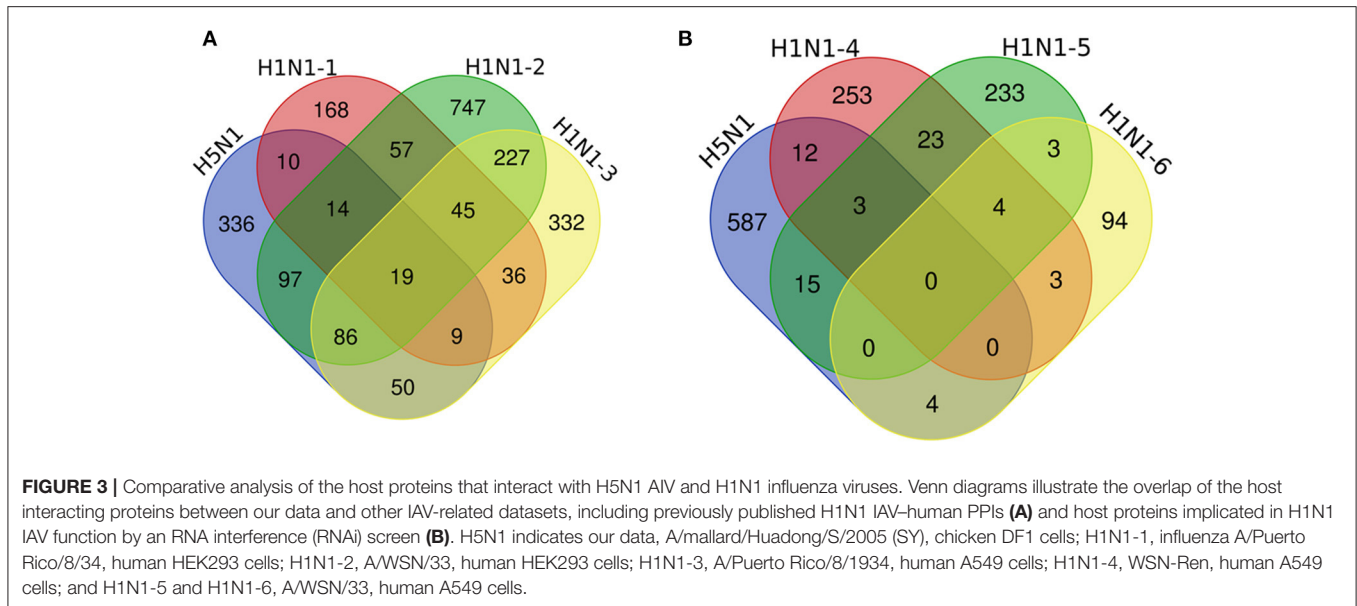 A
H1N1-1
H1N1-2
H5N1
H1N1-3
168
747
10
57
227
336
14
45
332
97
19
36
86
9
50
B
H1N1-4
H1N1-5
H5N1
H1N1-6
253
233
12
23
3
587
3
4
94
15
0
3
0
0
4
FIGURE 3 | Comparative analysis of the host proteins that interact with H5N1 AIV and H1N1 influenza viruses. Venn diagrams illustrate the overlap of the host
interacting proteins between our data and other IAV-related datasets, including previously published H1N1 IAV–human PPIs (A) and host proteins implicated in H1N1
IAV function by an RNA interference (RNAi) screen (B). H5N1 indicates our data, A/mallard/Huadong/S/2005 (SY), chicken DF1 cells; H1N1-1, influenza A/Puerto
Rico/8/34, human HEK293 cells; H1N1-2, A/WSN/33, human HEK293 cells; H1N1-3, A/Puerto Rico/8/1934, human A549 cells; H1N1-4, WSN-Ren, human A549
cells; and H1N1-5 and H1N1-6, A/WSN/33, human A549 cells.